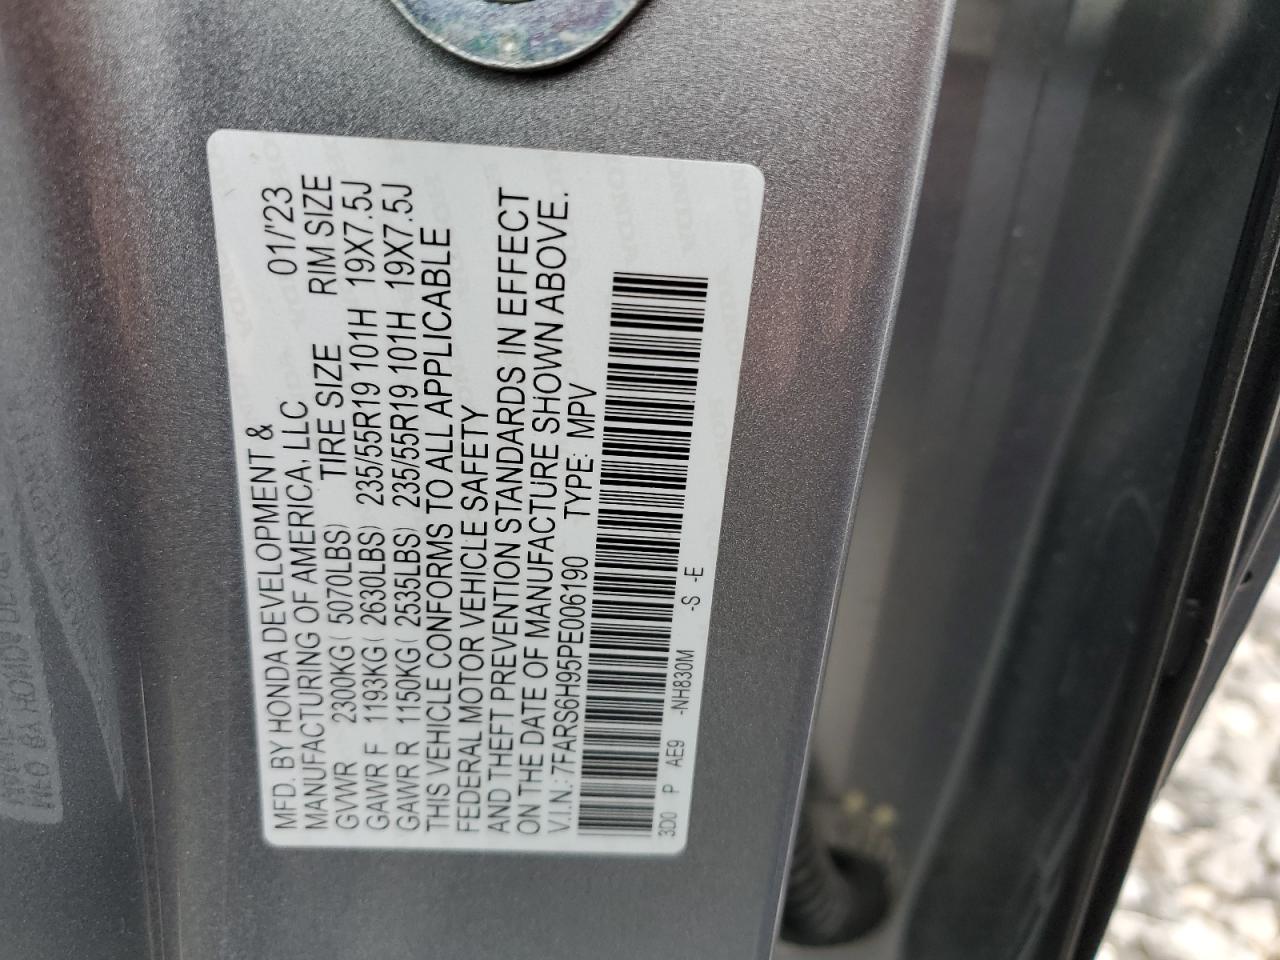 MFD. BY HONDA DEVELOPMENT &
MANUFACTURING OF AMERICA, LLC 01/'23
GVWR 2300KG( 5070LBS) TIRE SIZE RIM SIZE
GAWR F 1193KG( 2630LBS) 235/55R19 101H 19X7.5J
GAWR R 1150KG( 2535LBS) 235/55R19 101H 19X7.5J
THIS VEHICLE CONFORMS TO ALL APPLICABLE
FEDERAL MOTOR VEHICLE SAFETY
AND THEFT PREVENTION STANDARDS IN EFFECT
ON THE DATE OF MANUFACTURE SHOWN ABOVE.
V.I.N.: 7FARS6H95PE006190 TYPE: MPV
3D0 P AE9 -NH830M -S -E